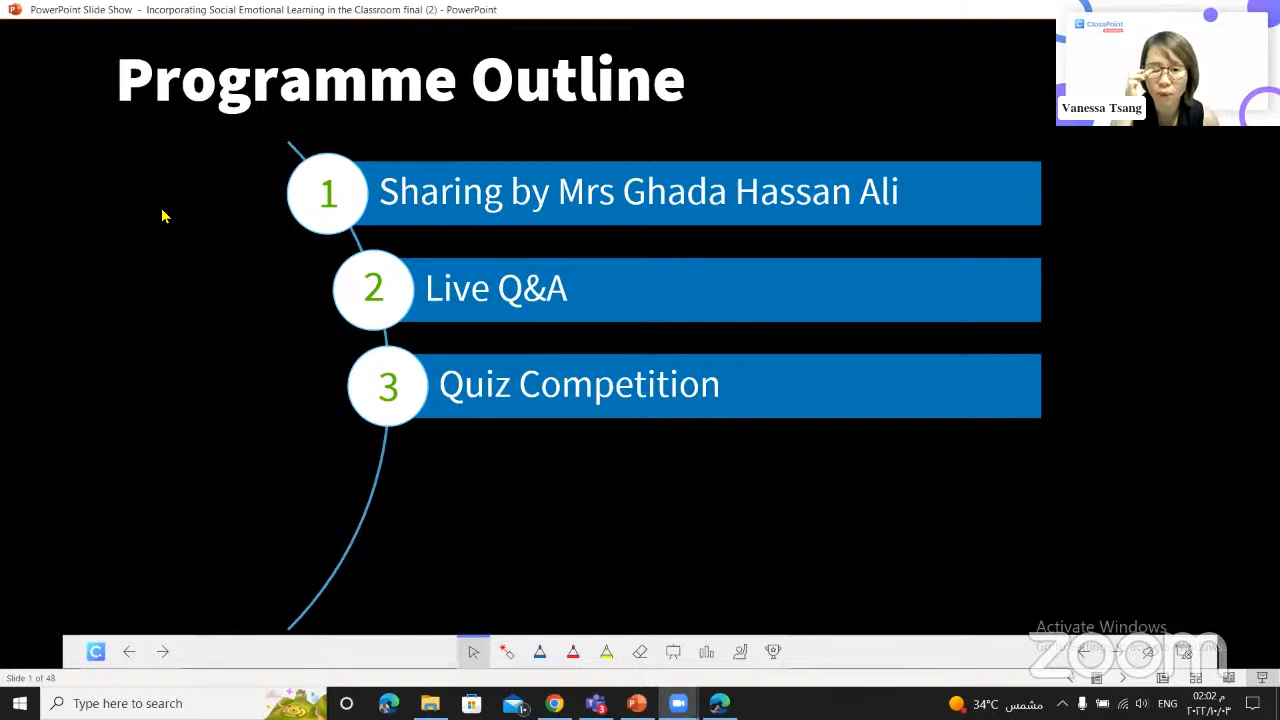 PowerPoint Slide Show - Incorporating Social Emotional Learning in the Classroom final (2) - PowerPoint
ClassPoint
Vanessa Tsang
Programme Outline
1 Sharing by Mrs Ghada Hassan Ali
2 Live Q&A
3 Quiz Competition
Activate Windows
zoom
Slide 1 of 48
Type here to search
34°C مشمس
ENG
02:02 م